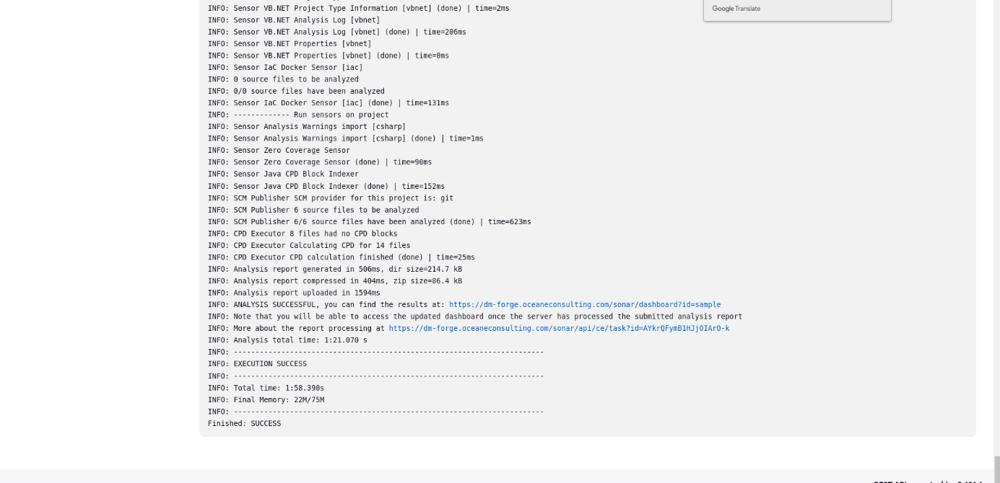 INFO: Sensor VB.NET Project Type Information [vbnet] (done) | time=2ms
Google Translate
INFO: Sensor VB.NET Analysis Log [vbnet]
INFO: Sensor VB.NET Analysis Log [vbnet] (done) | time=206ms
INFO: Sensor VB.NET Properties [vbnet]
INFO: Sensor VB.NET Properties [vbnet] (done) | time=0ms
INFO: Sensor IaC Docker Sensor [iac]
INFO: 0 source files to be analyzed
INFO: 0/0 source files have been analyzed
INFO: Sensor IaC Docker Sensor [iac] (done) | time=131ms
INFO: ------------- Run sensors on project
INFO: Sensor Analysis Warnings import [csharp]
INFO: Sensor Analysis Warnings import [csharp] (done) | time=1ms
INFO: Sensor Zero Coverage Sensor
INFO: Sensor Zero Coverage Sensor (done) | time=90ms
INFO: Sensor Java CPD Block Indexer
INFO: Sensor Java CPD Block Indexer (done) | time=152ms
INFO: SCM Publisher SCM provider for this project is: git
INFO: SCM Publisher 6 source files to be analyzed
INFO: SCM Publisher 6/6 source files have been analyzed (done) | time=623ms
INFO: CPD Executor 8 files had no CPD blocks
INFO: CPD Executor Calculating CPD for 14 files
INFO: CPD Executor CPD calculation finished (done) | time=25ms
INFO: Analysis report generated in 506ms, dir size=214.7 kB
INFO: Analysis report compressed in 404ms, zip size=86.4 kB
INFO: Analysis report uploaded in 1594ms
INFO: ANALYSIS SUCCESSFUL, you can find the results at: https://dm-forge.oceaneconsulting.com/sonar/dashboard?id=sample
INFO: Note that you will be able to access the updated dashboard once the server has processed the submitted analysis report
INFO: More about the report processing at https://dm-forge.oceaneconsulting.com/sonar/api/ce/task?id=AYkrQFymB1HJjOIArO-k
INFO: Analysis total time: 1:21.070 s
INFO: ------------------------------------------------------------------------
INFO: EXECUTION SUCCESS
INFO: ------------------------------------------------------------------------
INFO: Total time: 1:58.390s
INFO: Final Memory: 22M/75M
INFO: ------------------------------------------------------------------------
Finished: SUCCESS